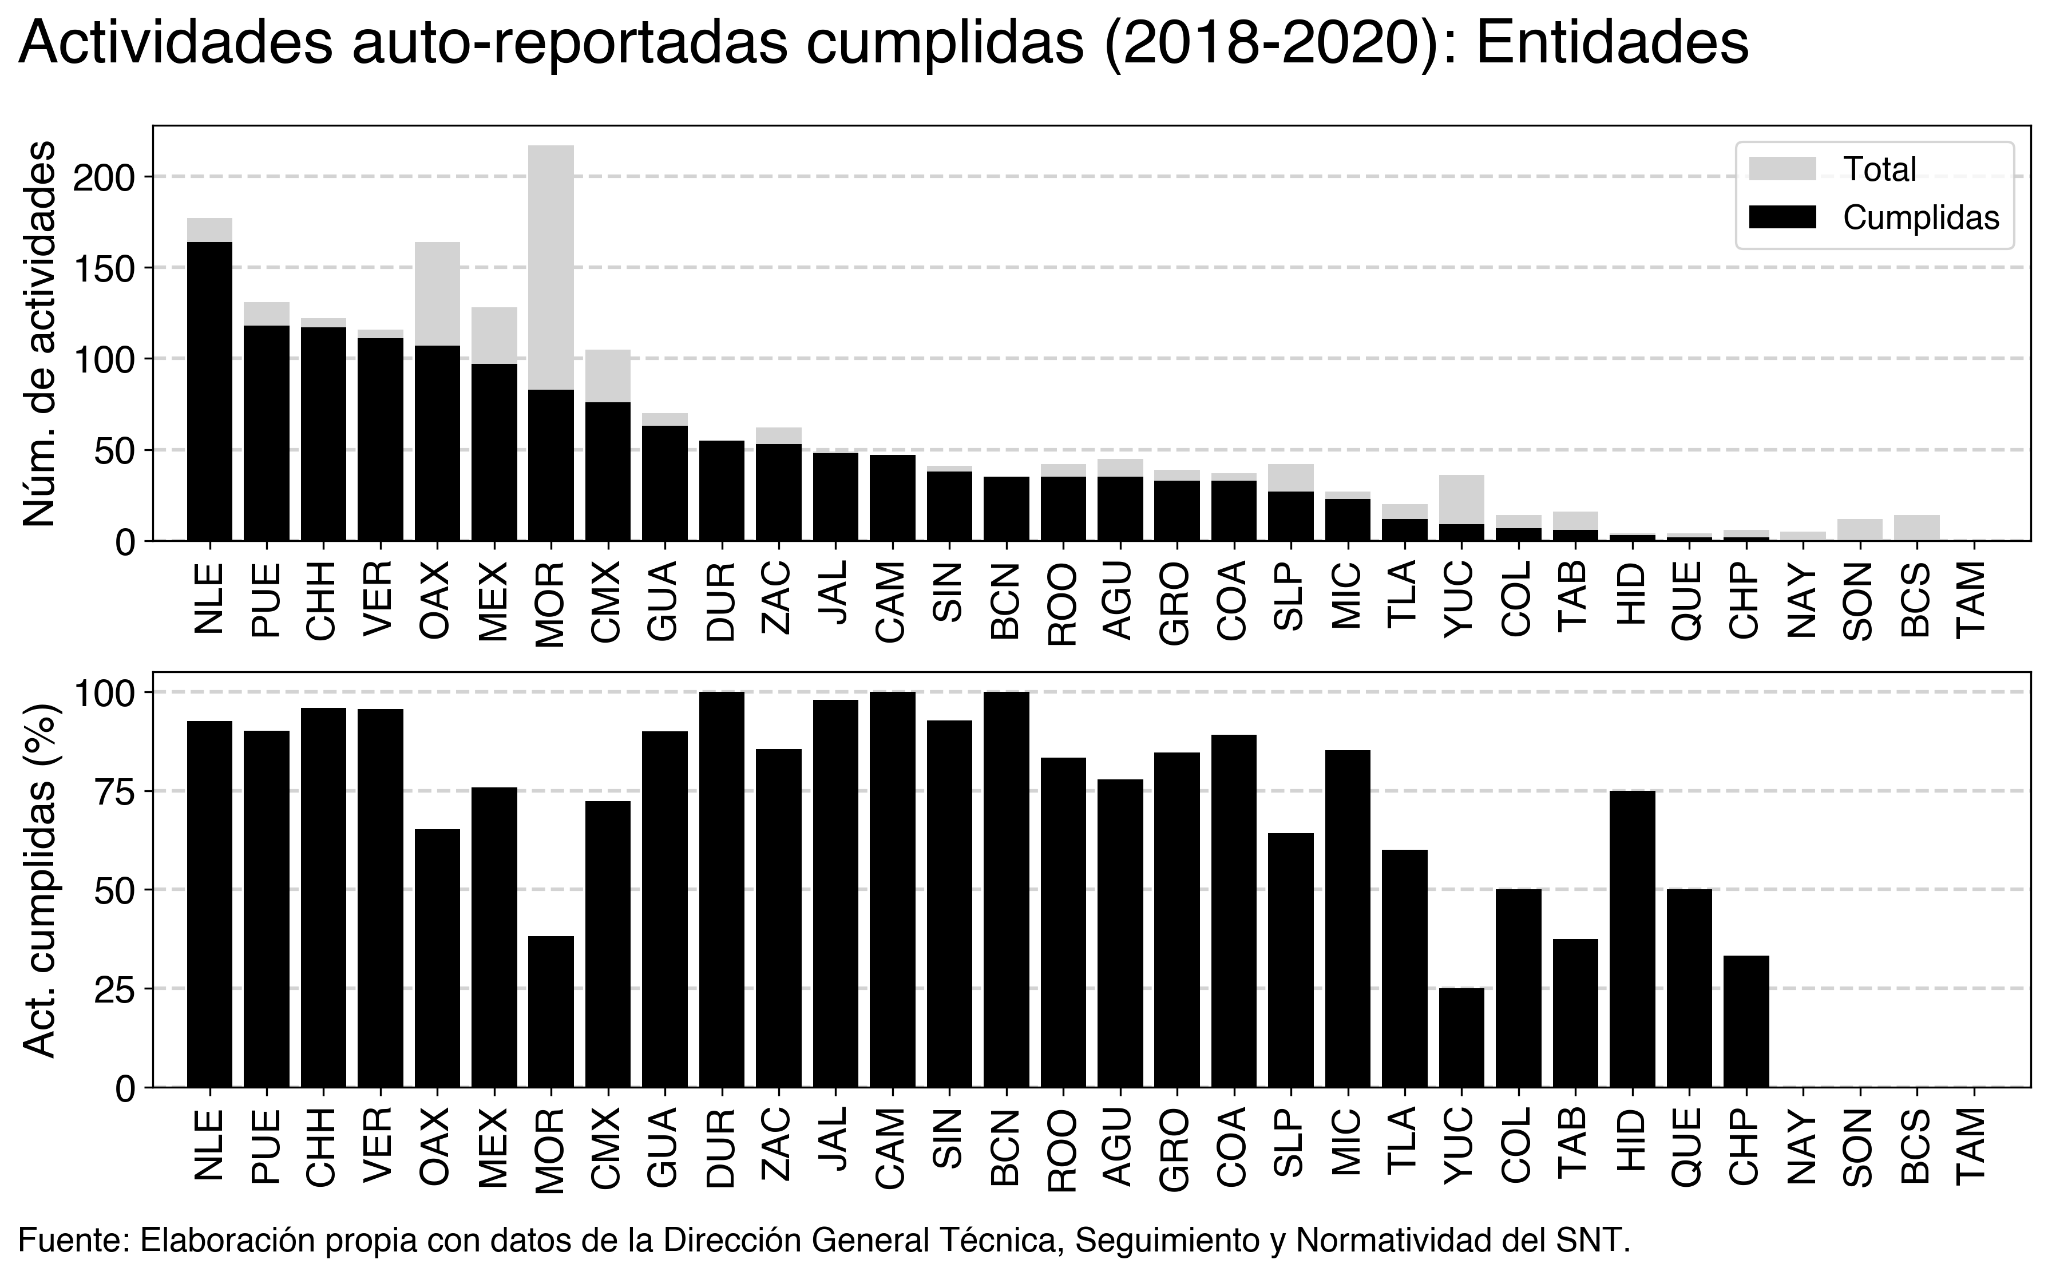 Actividades auto-reportadas cumplidas (2018-2020): Entidades
Núm. de actividades
200
150
100
50
0
Total
Cumplidas
NLE PUE CHH VER OAX MEX MOR CMX GUA DUR ZAC JAL CAM SIN BCN ROO AGU GRO COA SLP MIC TLA YUC COL TAB HID QUE CHP NAY SON BCS TAM
Act. cumplidas (%)
100
75
50
25
0
NLE PUE CHH VER OAX MEX MOR CMX GUA DUR ZAC JAL CAM SIN BCN ROO AGU GRO COA SLP MIC TLA YUC COL TAB HID QUE CHP NAY SON BCS TAM
Fuente: Elaboración propia con datos de la Dirección General Técnica, Seguimiento y Normatividad del SNT.